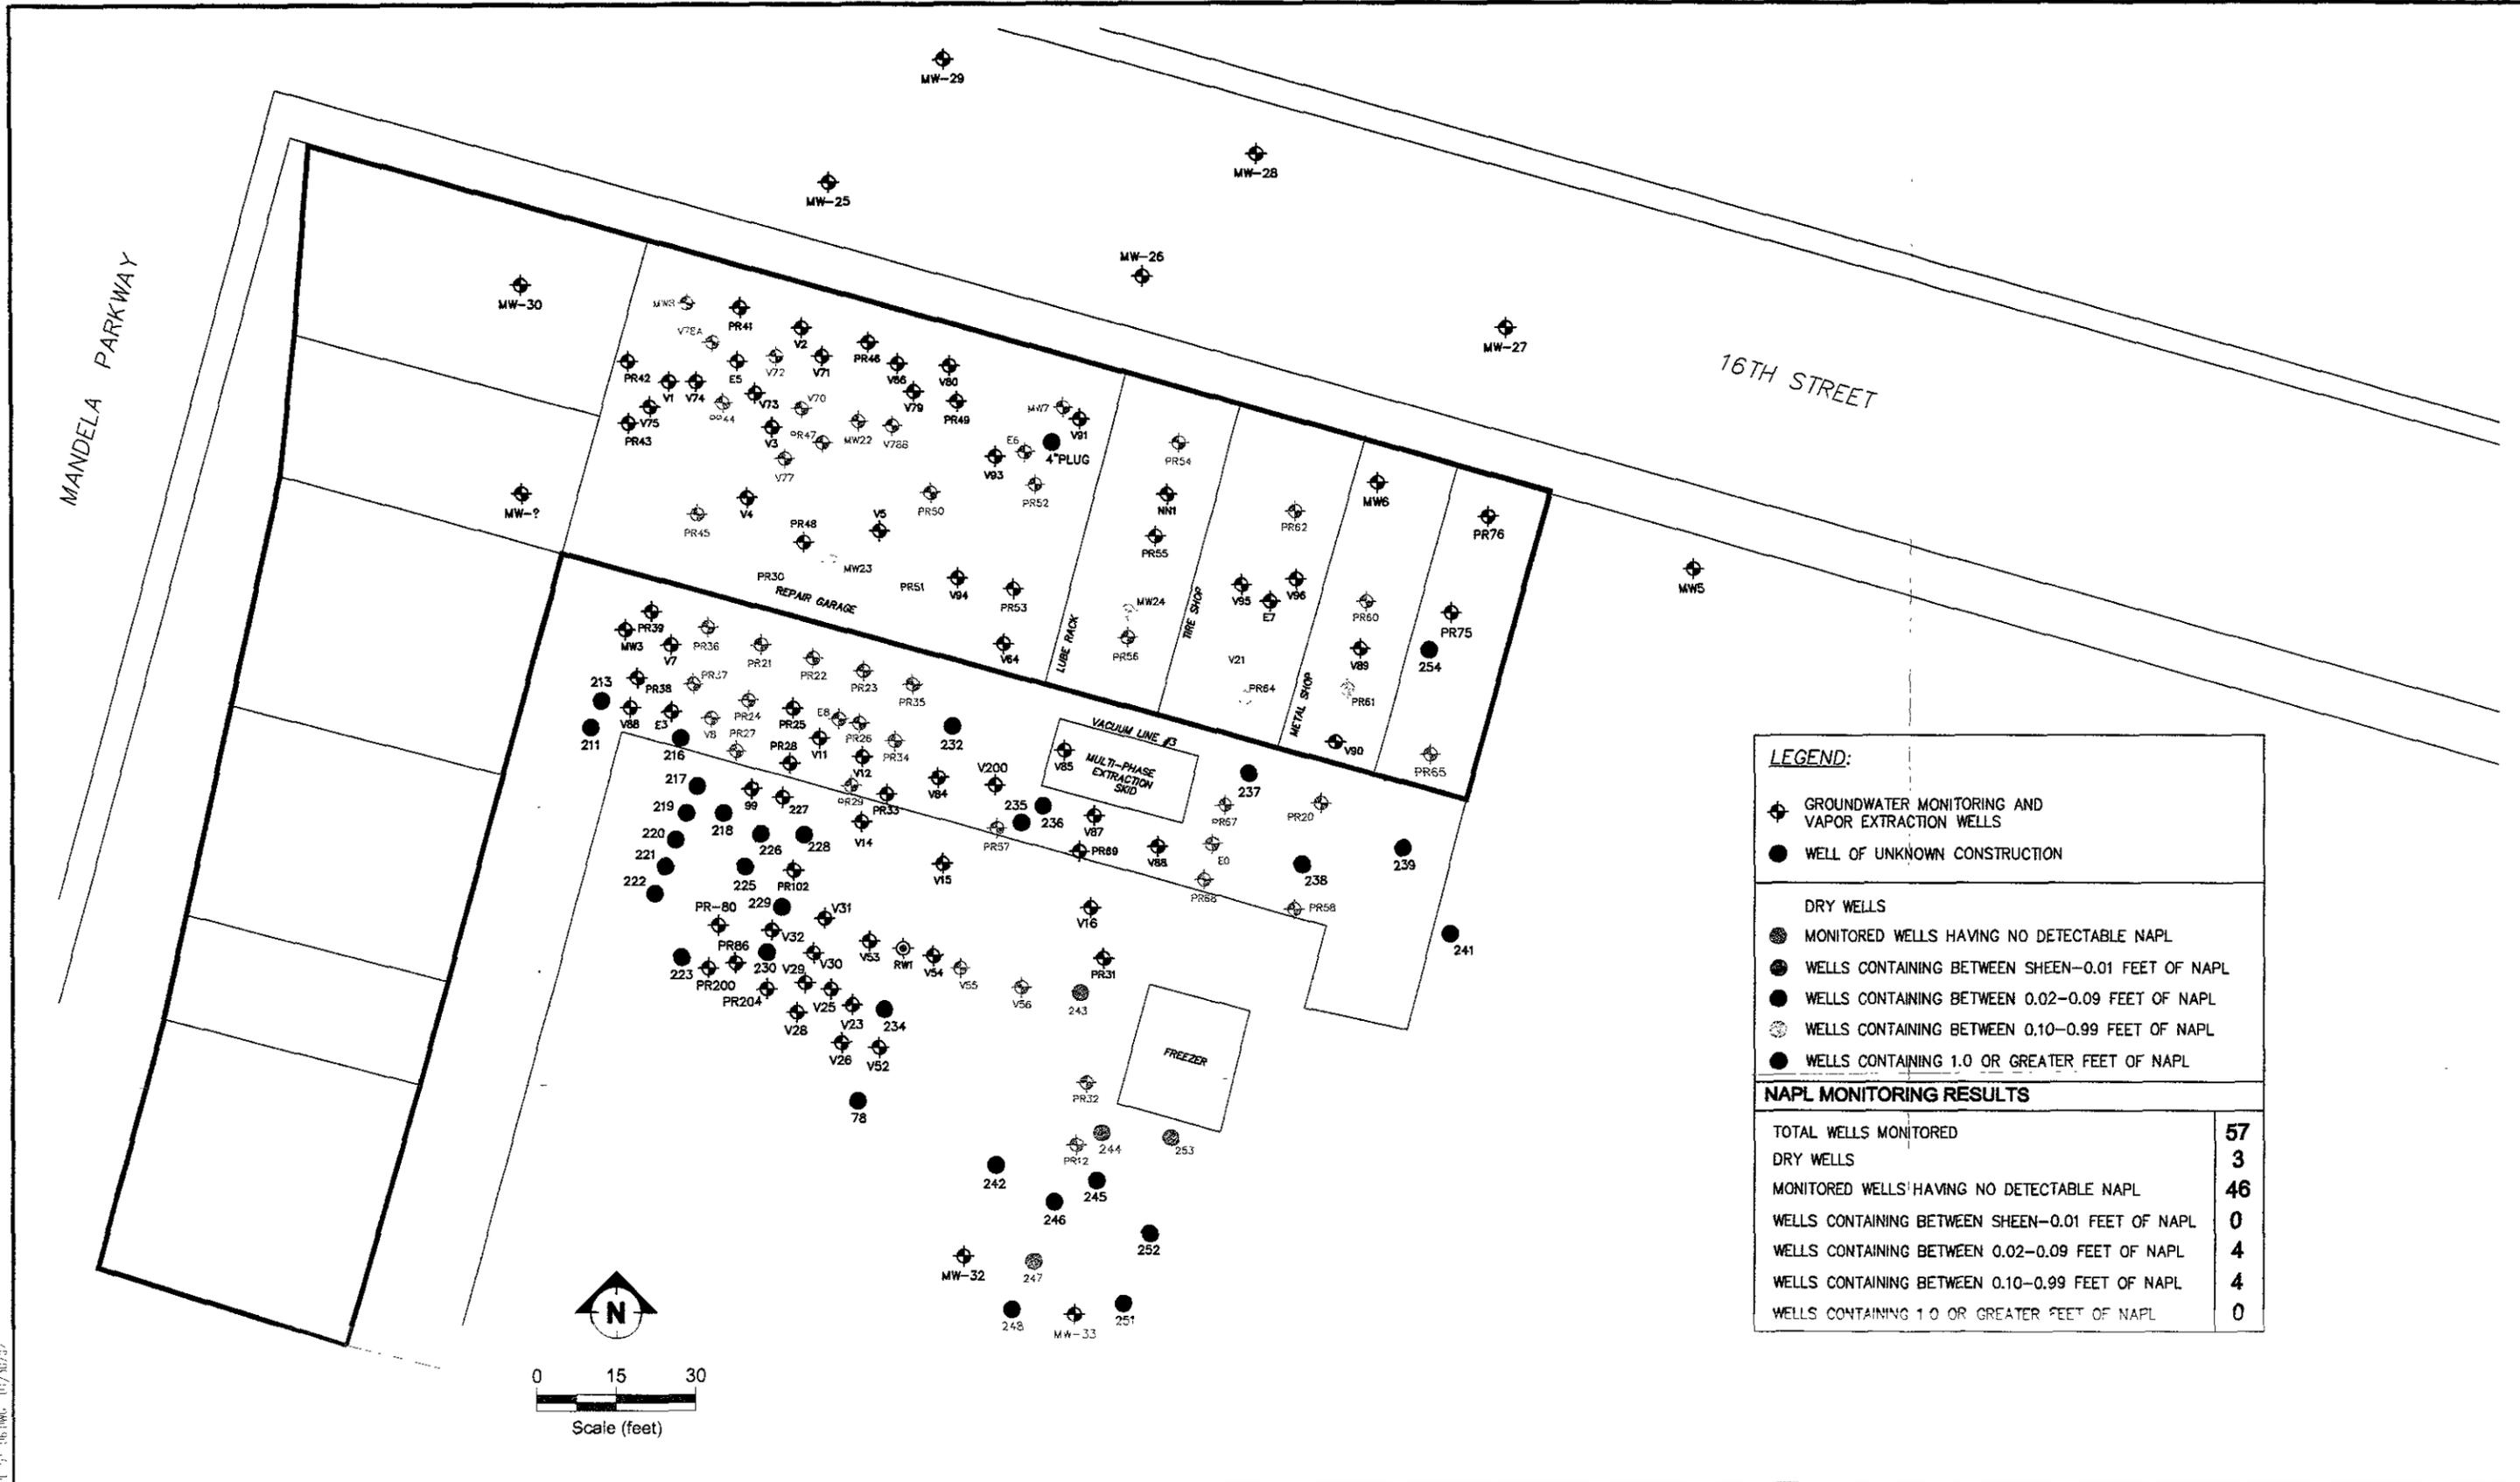 MW-29
MW-28
MW-25
MW-26
MW-30
MW-27
MANDELA PARKWAY
16TH STREET
PR41
V78A
V2
PR46
PR42
E5
V72
V71
V66
V80
V1
V74
V73
V70
V79
PR49
MW7
V91
V75
PR43
V3
PR47
MW22
V78B
E6
4"PLUG
V93
PR54
V77
PR52
MW6
MW-?
V4
PR50
NN1
PR45
PR48
V5
PR62
PR76
PR55
MW5
MW23
PR30
PR51
V94
PR53
MW24
V95
E7
V96
PR60
PR75
REPAIR GARAGE
LUBE RACK
TIRE SHOP
METAL SHOP
PR39
MW3
V7
PR36
PR21
PR22
PR23
PR35
V64
PR56
V21
V89
254
PR64
PR61
213
PR38
PR37
V88
E3
V8
PR24
PR25
E8
PR26
PR34
232
211
216
PR27
PR28
V11
V12
VACUUM LINE #3
V85
MULTI-PHASE
EXTRACTION
SKID
V90
PR65
217
99
227
PR29
PR33
V84
V200
235
236
237
PR67
PR20
219
218
220
226
228
V14
PR57
V87
221
225
PR102
V15
PR69
V88
E0
238
239
222
229
PR68
PR58
PR-80
V31
V16
241
PR86
V32
223
PR200
230
V29
V30
V53
RW1
V54
V55
PR31
PR204
V25
V56
243
V28
V23
234
V26
V52
FREEZER
78
PR32
PR12
244
253
242
245
246
252
MW-32
247
248
MW-33
251
N
0 15 30
Scale (feet)
LEGEND:
GROUNDWATER MONITORING AND
VAPOR EXTRACTION WELLS
WELL OF UNKNOWN CONSTRUCTION
DRY WELLS
MONITORED WELLS HAVING NO DETECTABLE NAPL
WELLS CONTAINING BETWEEN SHEEN-0.01 FEET OF NAPL
WELLS CONTAINING BETWEEN 0.02-0.09 FEET OF NAPL
WELLS CONTAINING BETWEEN 0.10-0.99 FEET OF NAPL
WELLS CONTAINING 1.0 OR GREATER FEET OF NAPL
NAPL MONITORING RESULTS
TOTAL WELLS MONITORED 57
DRY WELLS 3
MONITORED WELLS HAVING NO DETECTABLE NAPL 46
WELLS CONTAINING BETWEEN SHEEN-0.01 FEET OF NAPL 0
WELLS CONTAINING BETWEEN 0.02-0.09 FEET OF NAPL 4
WELLS CONTAINING BETWEEN 0.10-0.99 FEET OF NAPL 4
WELLS CONTAINING 1.0 OR GREATER FEET OF NAPL 0